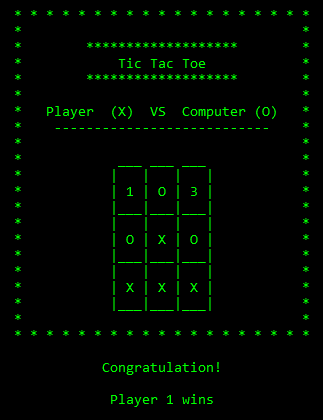 Tic Tac Toe
Player (X) VS Computer (O)
1 O 3
O X O
X X X
Congratulation!
Player 1 wins